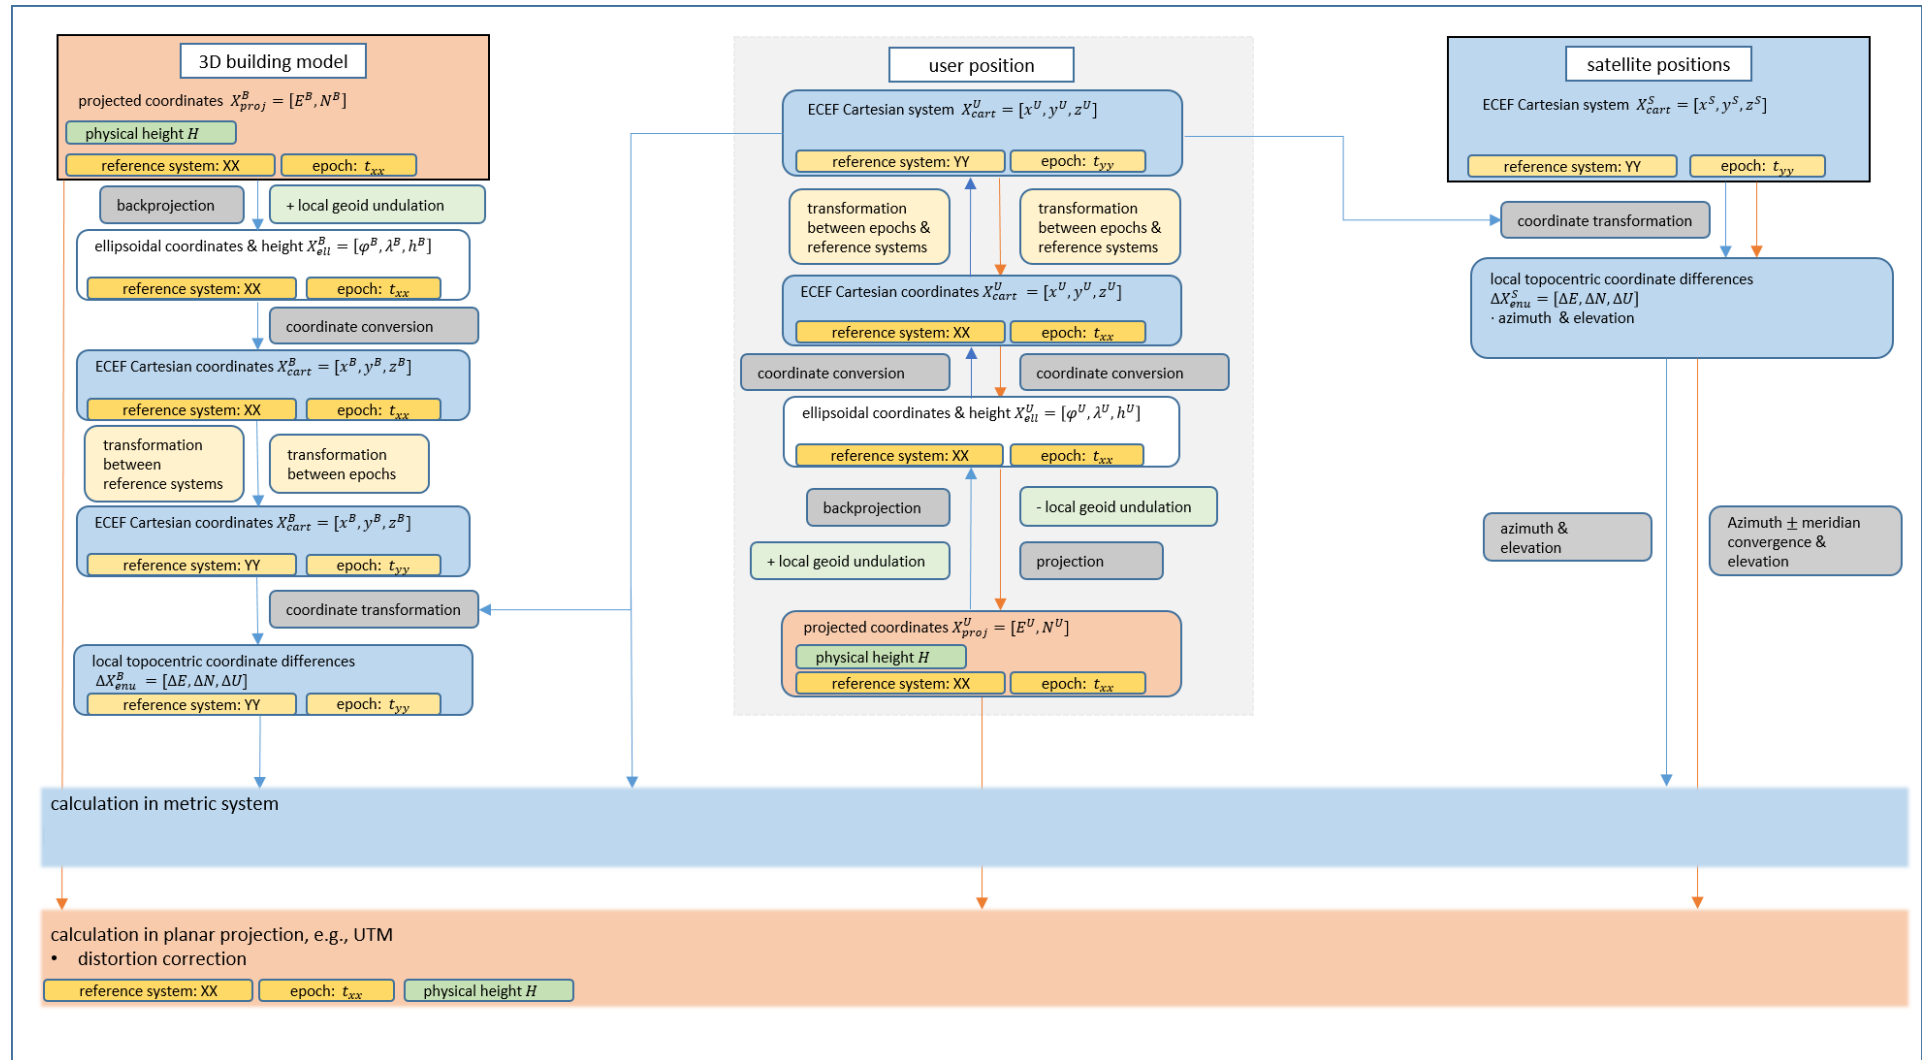 3D building model
projected coordinates X^B_proj = [E^B, N^B]
physical height H
reference system: XX
epoch: t_xx
backprojection
+ local geoid undulation
ellipsoidal coordinates & height X^B_ell = [φ^B, λ^B, h^B]
reference system: XX
epoch: t_xx
coordinate conversion
ECEF Cartesian coordinates X^B_cart = [x^B, y^B, z^B]
reference system: XX
epoch: t_xx
transformation
between
reference systems
transformation
between epochs
ECEF Cartesian coordinates X^B_cart = [x^B, y^B, z^B]
reference system: YY
epoch: t_yy
coordinate transformation
local topocentric coordinate differences
ΔX^B_enu = [ΔE, ΔN, ΔU]
reference system: YY
epoch: t_yy
user position
ECEF Cartesian system X^U_cart = [x^U, y^U, z^U]
reference system: YY
epoch: t_yy
transformation
between epochs &
reference systems
transformation
between epochs &
reference systems
ECEF Cartesian coordinates X^U_cart = [x^U, y^U, z^U]
reference system: XX
epoch: t_xx
coordinate conversion
coordinate conversion
ellipsoidal coordinates & height X^U_ell = [φ^U, λ^U, h^U]
reference system: XX
epoch: t_xx
backprojection
- local geoid undulation
+ local geoid undulation
projection
projected coordinates X^U_proj = [E^U, N^U]
physical height H
reference system: XX
epoch: t_xx
satellite positions
ECEF Cartesian system X^S_cart = [x^S, y^S, z^S]
reference system: YY
epoch: t_yy
coordinate transformation
local topocentric coordinate differences
ΔX^S_enu = [ΔE, ΔN, ΔU]
· azimuth & elevation
azimuth &
elevation
Azimuth ± meridian
convergence &
elevation
calculation in metric system
calculation in planar projection, e.g., UTM
• distortion correction
reference system: XX
epoch: t_xx
physical height H